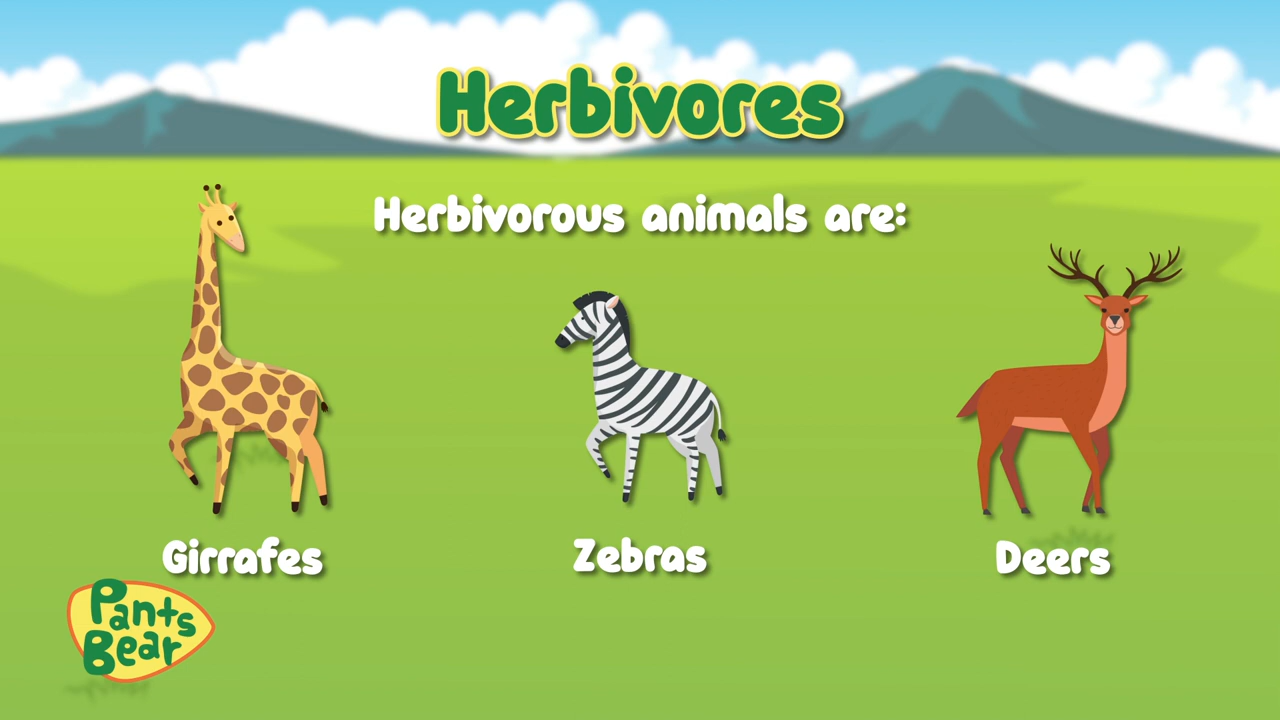 Herbivores
Herbivorous animals are:
Girrafes
Zebras
Deers
Pants
Bear